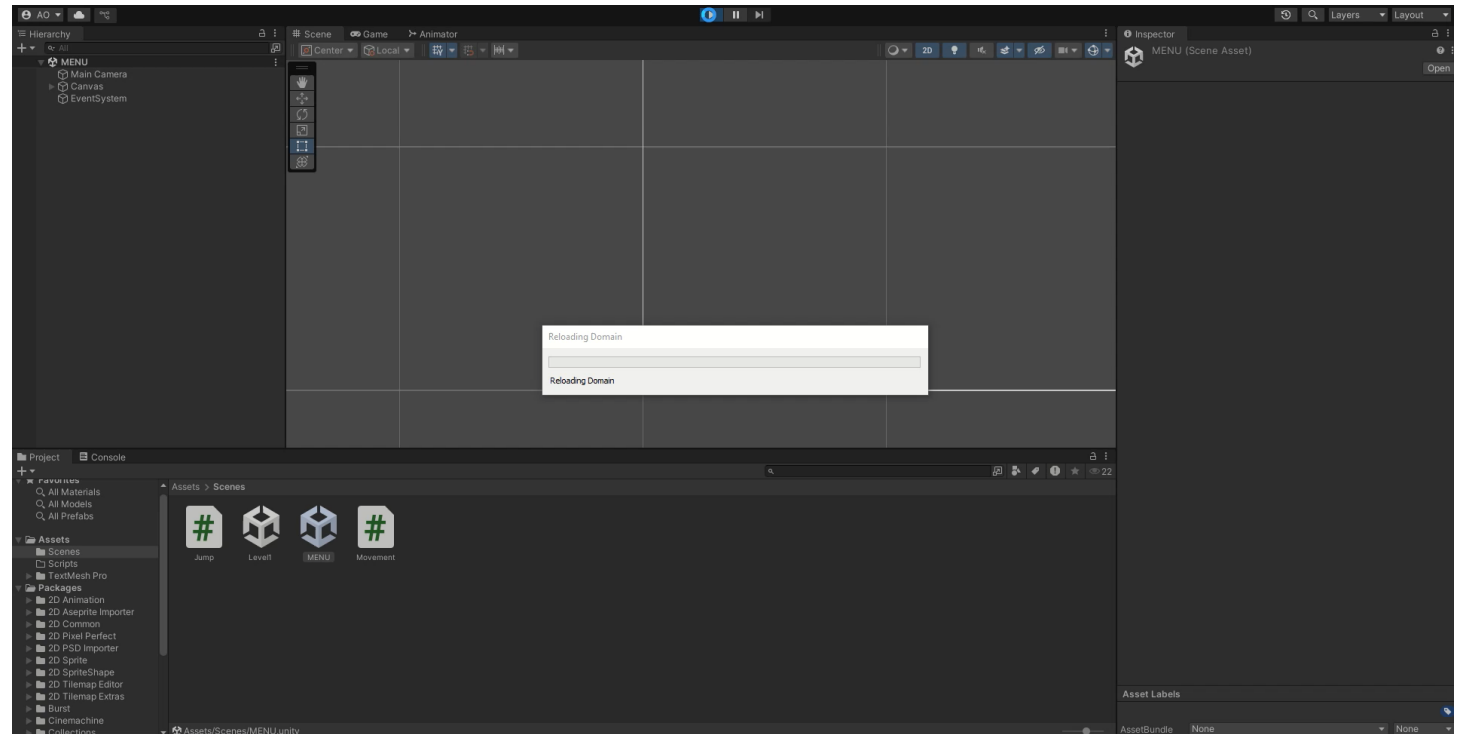 AO
Layers
Layout
Hierarchy
Scene
Game
Animator
Inspector
All
Center
Local
2D
MENU (Scene Asset)
Open
MENU
Main Camera
Canvas
EventSystem
Reloading Domain
Reloading Domain
Project
Console
22
Favorites
All Materials
All Models
All Prefabs
Assets > Scenes
Assets
Scenes
Scripts
TextMesh Pro
Packages
2D Animation
2D Aseprite Importer
2D Common
2D Pixel Perfect
2D PSD Importer
2D Sprite
2D SpriteShape
2D Tilemap Editor
2D Tilemap Extras
Burst
Cinemachine
Collections
Jump
Level1
MENU
Movement
Assets/Scenes/MENU.unity
Asset Labels
AssetBundle
None
None